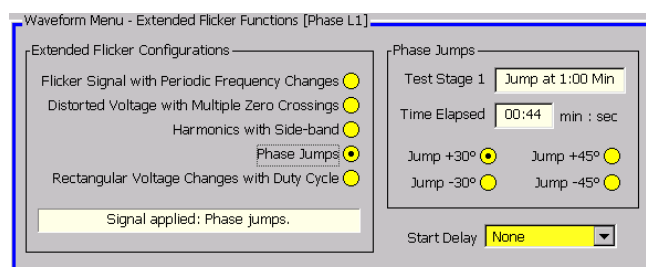 Waveform Menu - Extended Flicker Functions [Phase L1]
Extended Flicker Configurations
Flicker Signal with Periodic Frequency Changes
Distorted Voltage with Multiple Zero Crossings
Harmonics with Side-band
Phase Jumps
Rectangular Voltage Changes with Duty Cycle
Signal applied: Phase jumps.
Phase Jumps
Test Stage 1 Jump at 1:00 Min
Time Elapsed 00:44 min : sec
Jump +30° Jump +45°
Jump -30° Jump -45°
Start Delay None